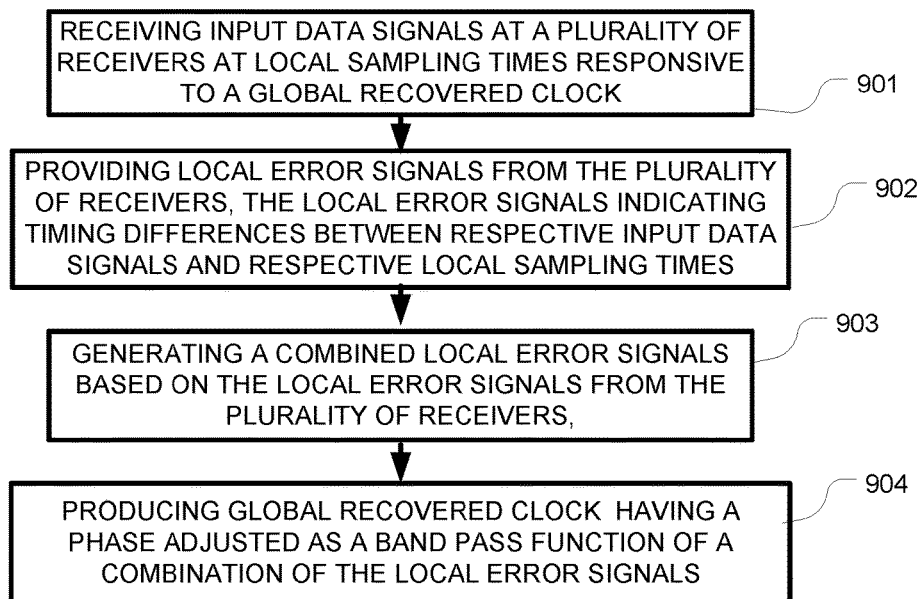 RECEIVING INPUT DATA SIGNALS AT A PLURALITY OF
RECEIVERS AT LOCAL SAMPLING TIMES RESPONSIVE
TO A GLOBAL RECOVERED CLOCK
901
PROVIDING LOCAL ERROR SIGNALS FROM THE PLURALITY
OF RECEIVERS, THE LOCAL ERROR SIGNALS INDICATING
TIMING DIFFERENCES BETWEEN RESPECTIVE INPUT DATA
SIGNALS AND RESPECTIVE LOCAL SAMPLING TIMES
902
GENERATING A COMBINED LOCAL ERROR SIGNALS
BASED ON THE LOCAL ERROR SIGNALS FROM THE
PLURALITY OF RECEIVERS,
903
PRODUCING GLOBAL RECOVERED CLOCK HAVING A
PHASE ADJUSTED AS A BAND PASS FUNCTION OF A
COMBINATION OF THE LOCAL ERROR SIGNALS
904